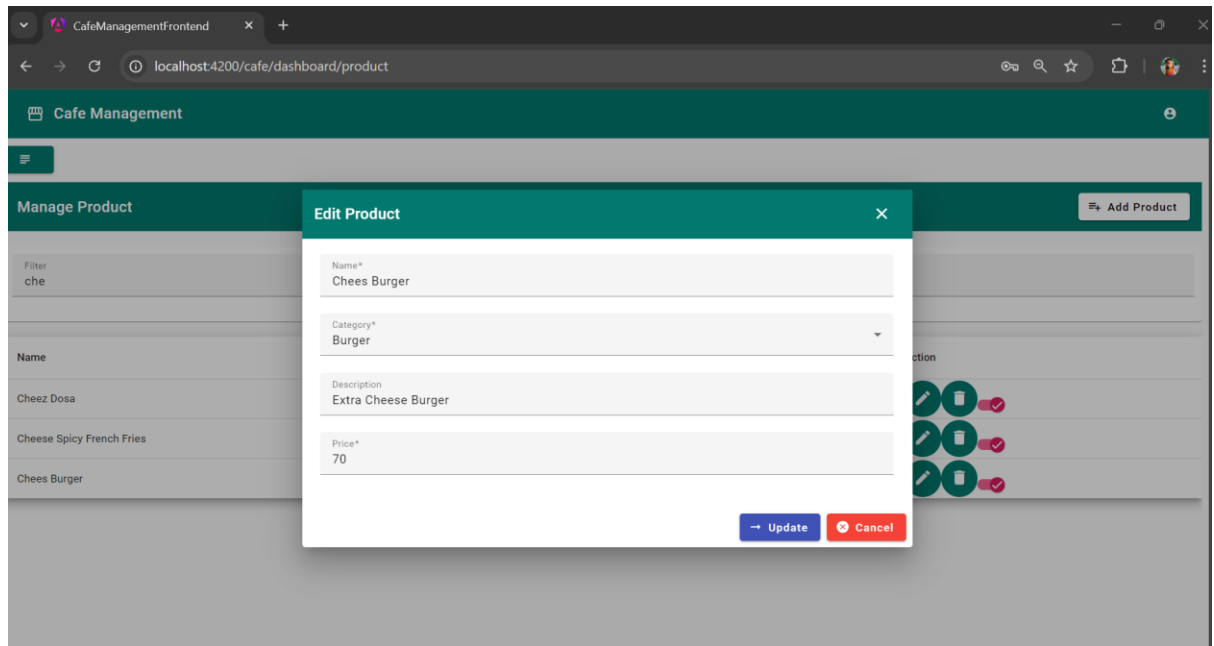 CafeManagementFrontend
localhost:4200/cafe/dashboard/product
Cafe Management
Manage Product
Add Product
Filter
che
Name
ction
Cheez Dosa
Cheese Spicy French Fries
Chees Burger
Edit Product
Name*
Chees Burger
Category*
Burger
Description
Extra Cheese Burger
Price*
70
Update
Cancel